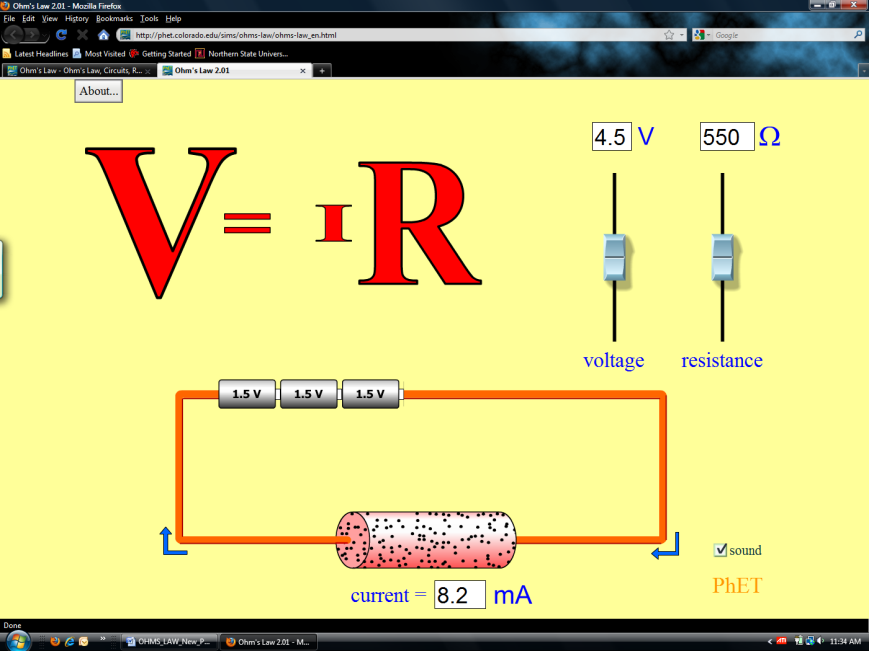 Ohm's Law 2.01 - Mozilla Firefox
File Edit View History Bookmarks Tools Help
http://phet.colorado.edu/sims/ohms-law/ohms-law_en.html
Google
Latest Headlines Most Visited Getting Started Northern State Univers...
Ohm's Law - Ohm's Law, Circuits, R... Ohm's Law 2.01
About...
4.5 V 550 Ω
V = IR
voltage resistance
1.5 V 1.5 V 1.5 V
sound
PhET
current = 8.2 mA
Done
OHMS_LAW_New_P... Ohm's Law 2.01 - M... 11:34 AM